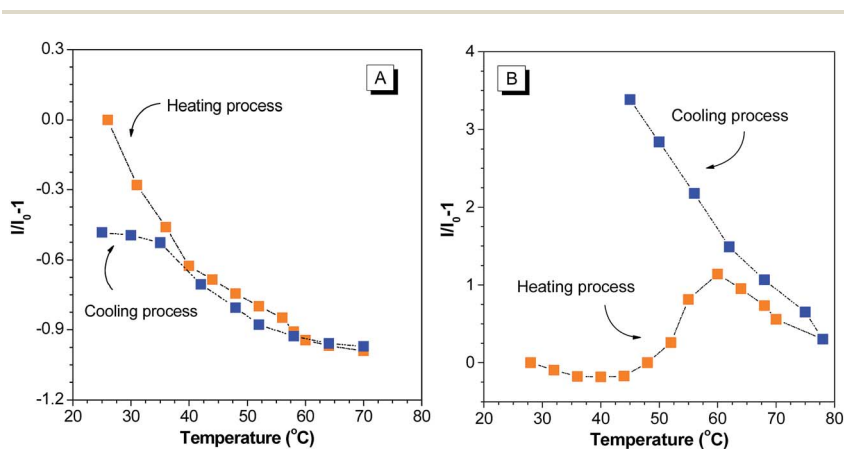 A
Heating process
Cooling process
I/I0-1
0.3
0.0
-0.3
-0.6
-0.9
-1.2
20 30 40 50 60 70 80
Temperature (°C)
B
Cooling process
Heating process
I/I0-1
4
3
2
1
0
20 30 40 50 60 70 80
Temperature (°C)